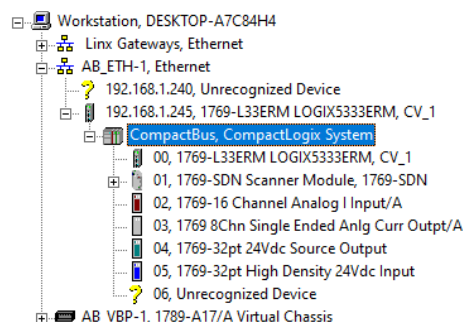 Workstation, DESKTOP-A7C84H4
Linx Gateways, Ethernet
AB_ETH-1, Ethernet
192.168.1.240, Unrecognized Device
192.168.1.245, 1769-L33ERM LOGIX5333ERM, CV_1
CompactBus, CompactLogix System
00, 1769-L33ERM LOGIX5333ERM, CV_1
01, 1769-SDN Scanner Module, 1769-SDN
02, 1769-16 Channel Analog I Input/A
03, 1769 8Chn Single Ended Anlg Curr Outpt/A
04, 1769-32pt 24Vdc Source Output
05, 1769-32pt High Density 24Vdc Input
06, Unrecognized Device
AB_VBP-1, 1789-A17/A Virtual Chassis